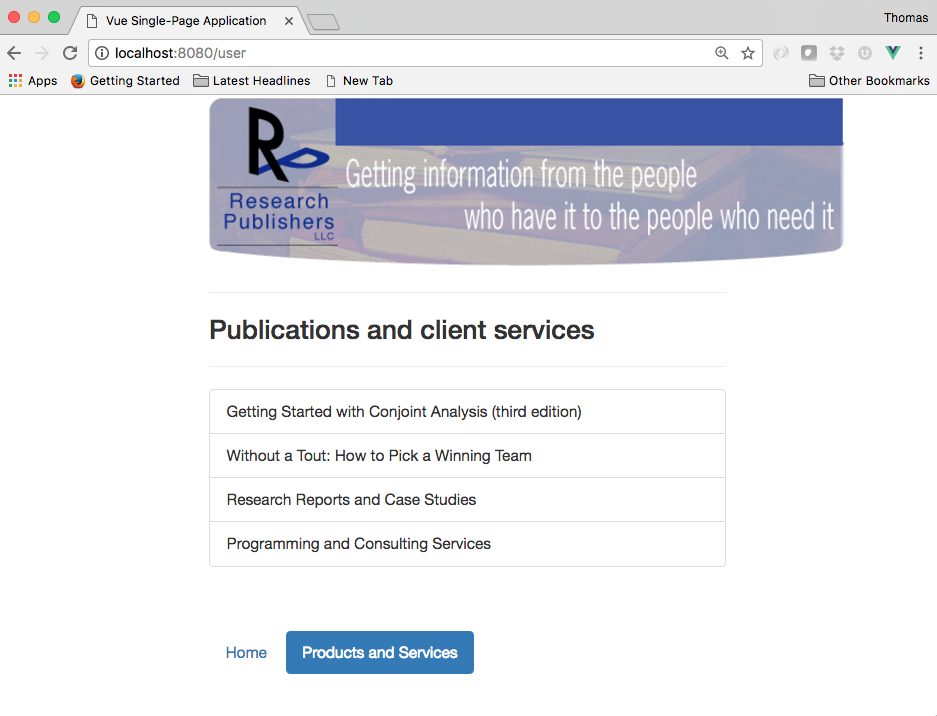 Vue Single-Page Application
Thomas
localhost:8080/user
Apps
Getting Started
Latest Headlines
New Tab
Other Bookmarks
R
Research
Publishers
LLC
Getting information from the people
who have it to the people who need it
Publications and client services
Getting Started with Conjoint Analysis (third edition)
Without a Tout: How to Pick a Winning Team
Research Reports and Case Studies
Programming and Consulting Services
Home
Products and Services